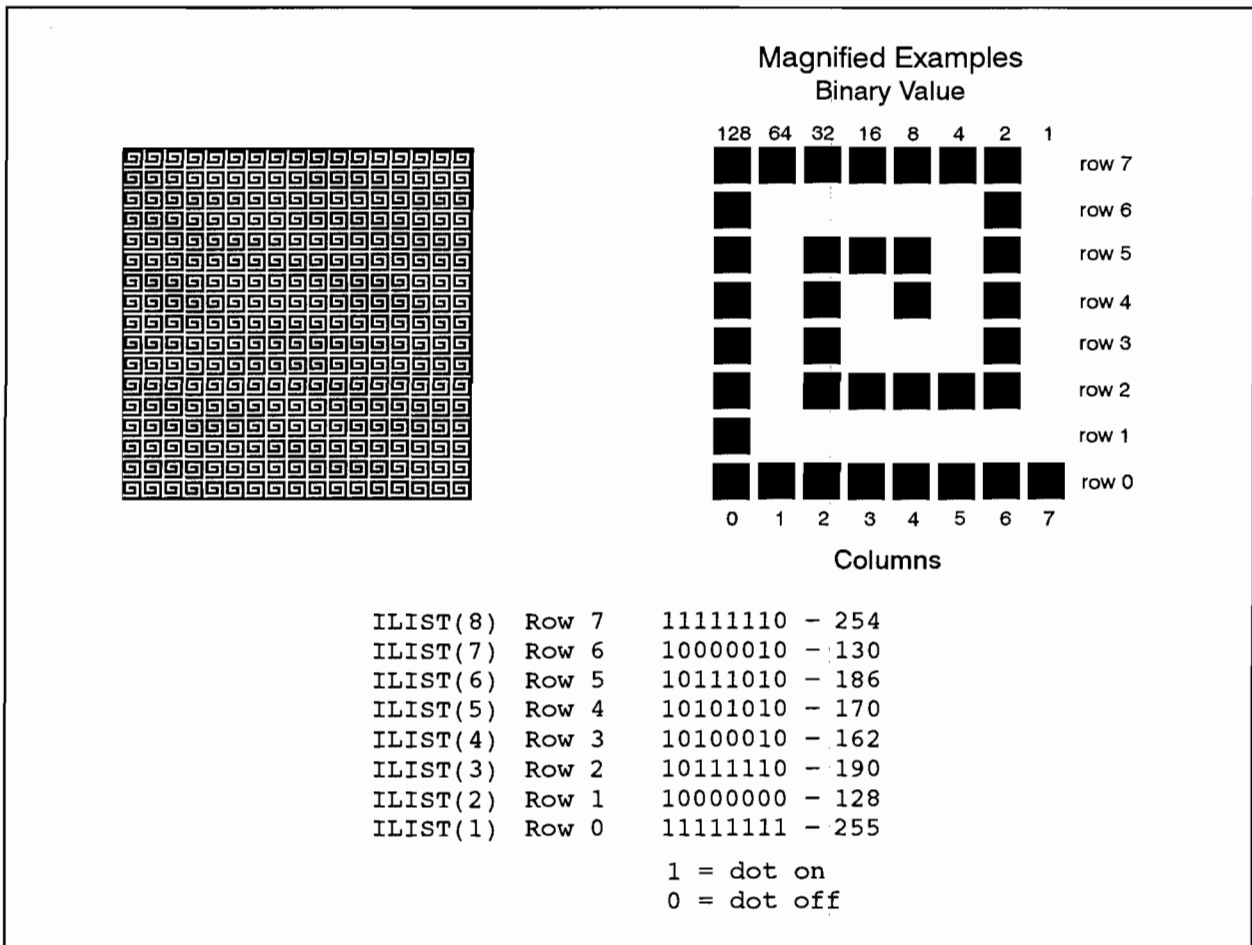 Magnified Examples
Binary Value
128 64 32 16 8 4 2 1
row 7
row 6
row 5
row 4
row 3
row 2
row 1
row 0
0 1 2 3 4 5 6 7
Columns
ILIST(8) Row 7 11111110 – 254
ILIST(7) Row 6 10000010 – 130
ILIST(6) Row 5 10111010 – 186
ILIST(5) Row 4 10101010 – 170
ILIST(4) Row 3 10100010 – 162
ILIST(3) Row 2 10111110 – 190
ILIST(2) Row 1 10000000 – 128
ILIST(1) Row 0 11111111 – 255
1 = dot on
0 = dot off